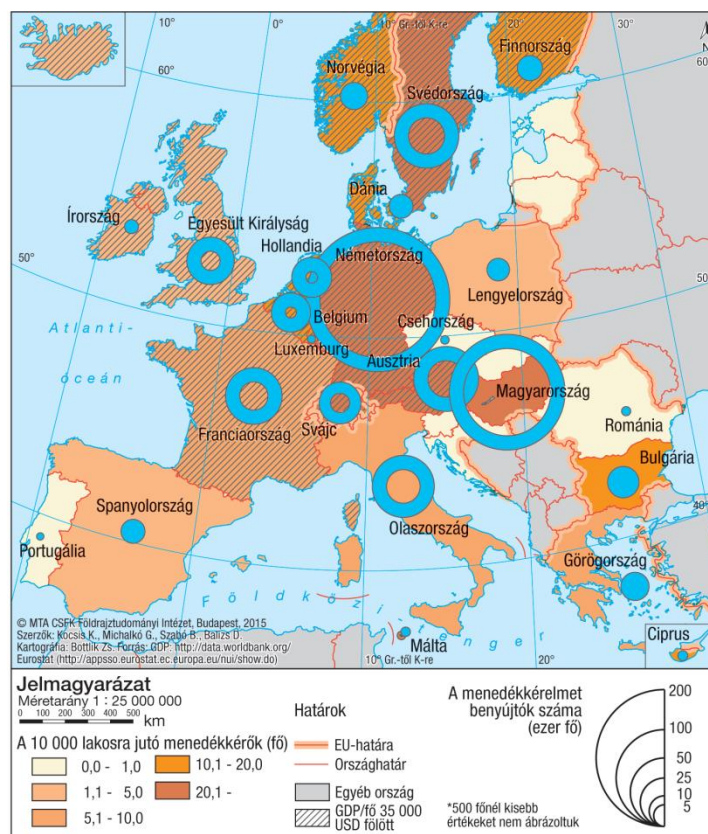 20°
10°
0°
10° Gr.-től K-re
20°
30°
60°
60°
50°
50°
40°
Finnország
Norvégia
Svédország
Dánia
Írország
Egyesült Királyság
Hollandia
Németország
Lengyelország
Belgium
Csehország
Luxemburg
Ausztria
Magyarország
Atlanti-
óceán
Franciaország
Svájc
Románia
Bulgária
Spanyolország
Olaszország
Portugália
Görögország
Földközi
tenger
Málta
Ciprus
10° Gr.-től K-re
20°
© MTA CSFK Földrajztudományi Intézet, Budapest, 2015
Szerzők: Kocsis K., Michalkó G., Szabó B., Balizs D.
Kartográfia: Bottlik Zs. Forrás: GDP: http://data.worldbank.org/
Eurostat (http://appsso.eurostat.ec.europa.eu/nui/show.do)
Jelmagyarázat
Méretarány 1 : 25 000 000
0 100 200 300 400 500 km
A 10 000 lakosra jutó menedékkérők (fő)
0,0 - 1,0
1,1 - 5,0
5,1 - 10,0
10,1 - 20,0
20,1 -
Határok
EU-határa
Országhatár
Egyéb ország
GDP/fő 35 000
USD fölött
A menedékkérelmet
benyújtók száma
(ezer fő)
200
100
50
25
10
5
*500 főnél kisebb
értékeket nem ábrázoltuk